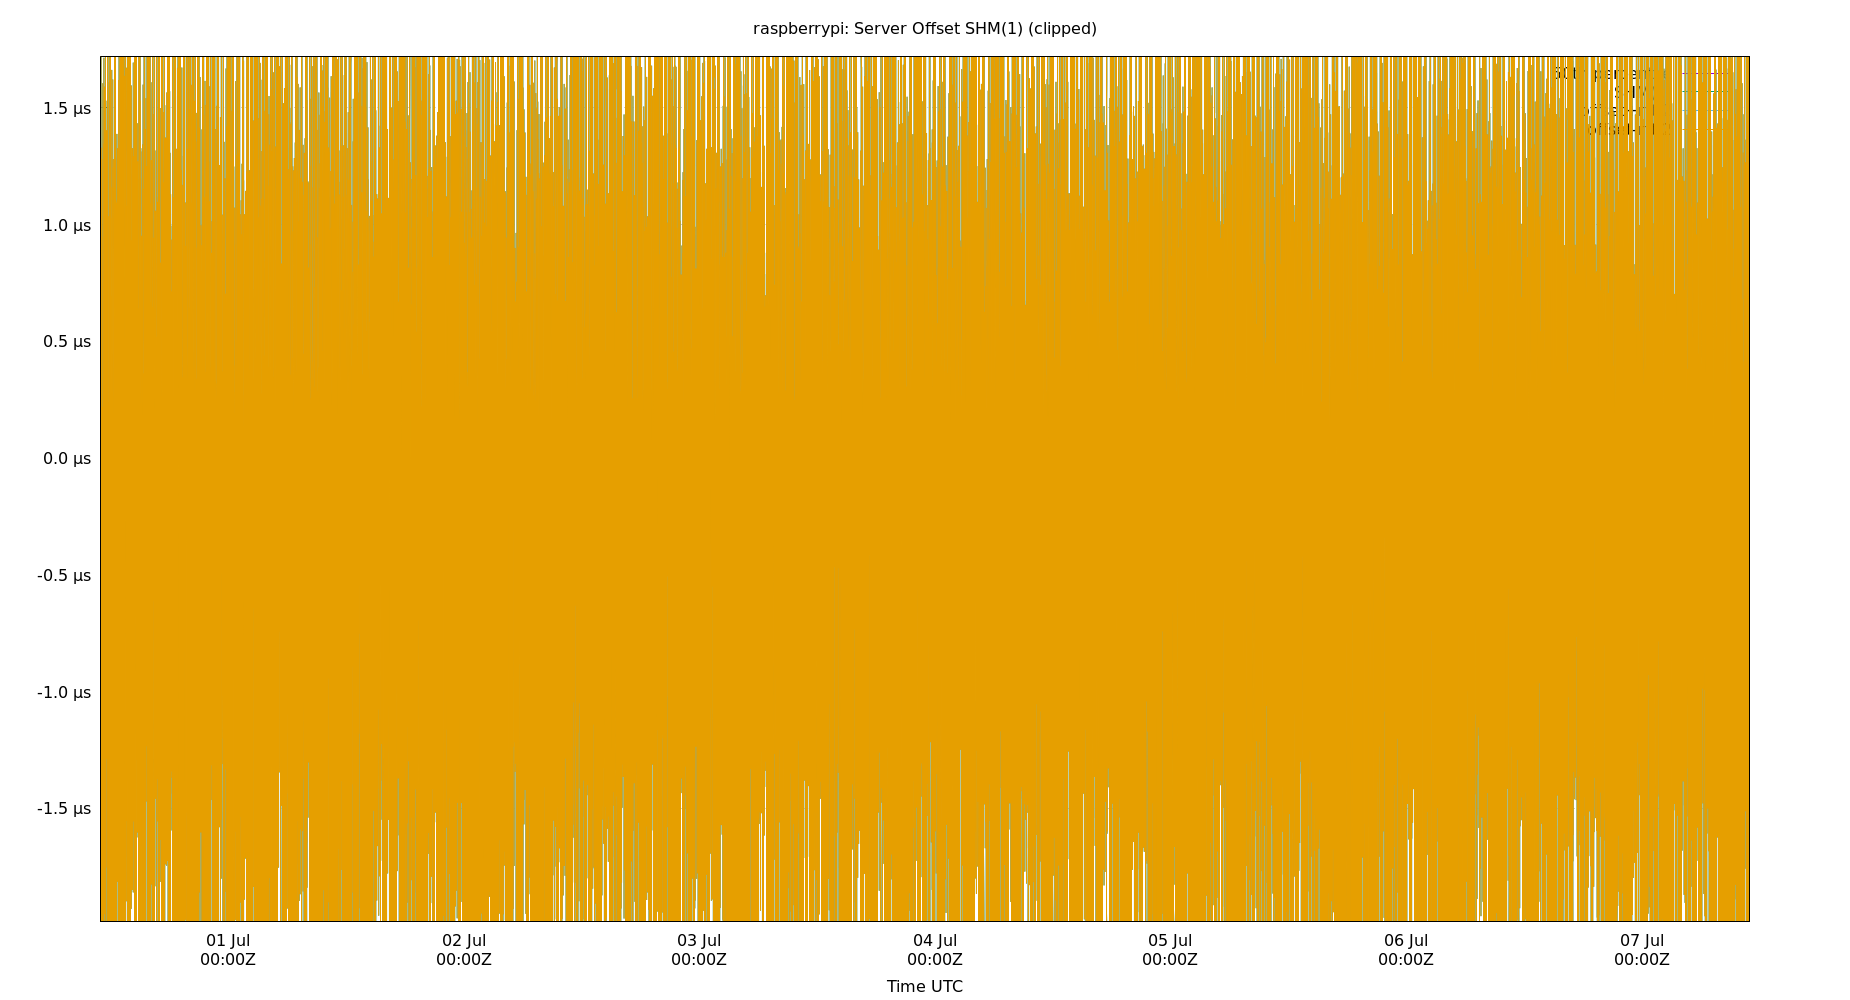 raspberrypi: Server Offset SHM(1) (clipped)
1.5 µs
1.0 µs
0.5 µs
0.0 µs
-0.5 µs
-1.0 µs
-1.5 µs
01 Jul 02 Jul 03 Jul 04 Jul 05 Jul 06 Jul 07 Jul
00:00Z 00:00Z 00:00Z 00:00Z 00:00Z 00:00Z 00:00Z
Time UTC